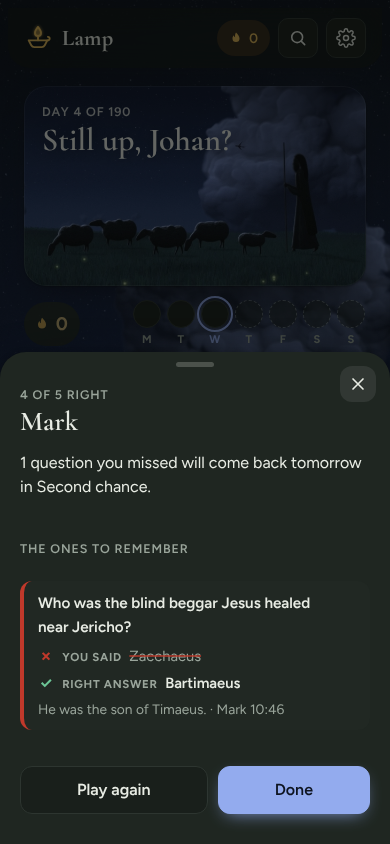 Lamp
0
DAY 4 OF 190
Still up, Johan?
0
M T W T F S S
4 OF 5 RIGHT
Mark
1 question you missed will come back tomorrow
in Second chance.
THE ONES TO REMEMBER
Who was the blind beggar Jesus healed
near Jericho?
YOU SAID Zacchaeus
RIGHT ANSWER Bartimaeus
He was the son of Timaeus. · Mark 10:46
Play again
Done